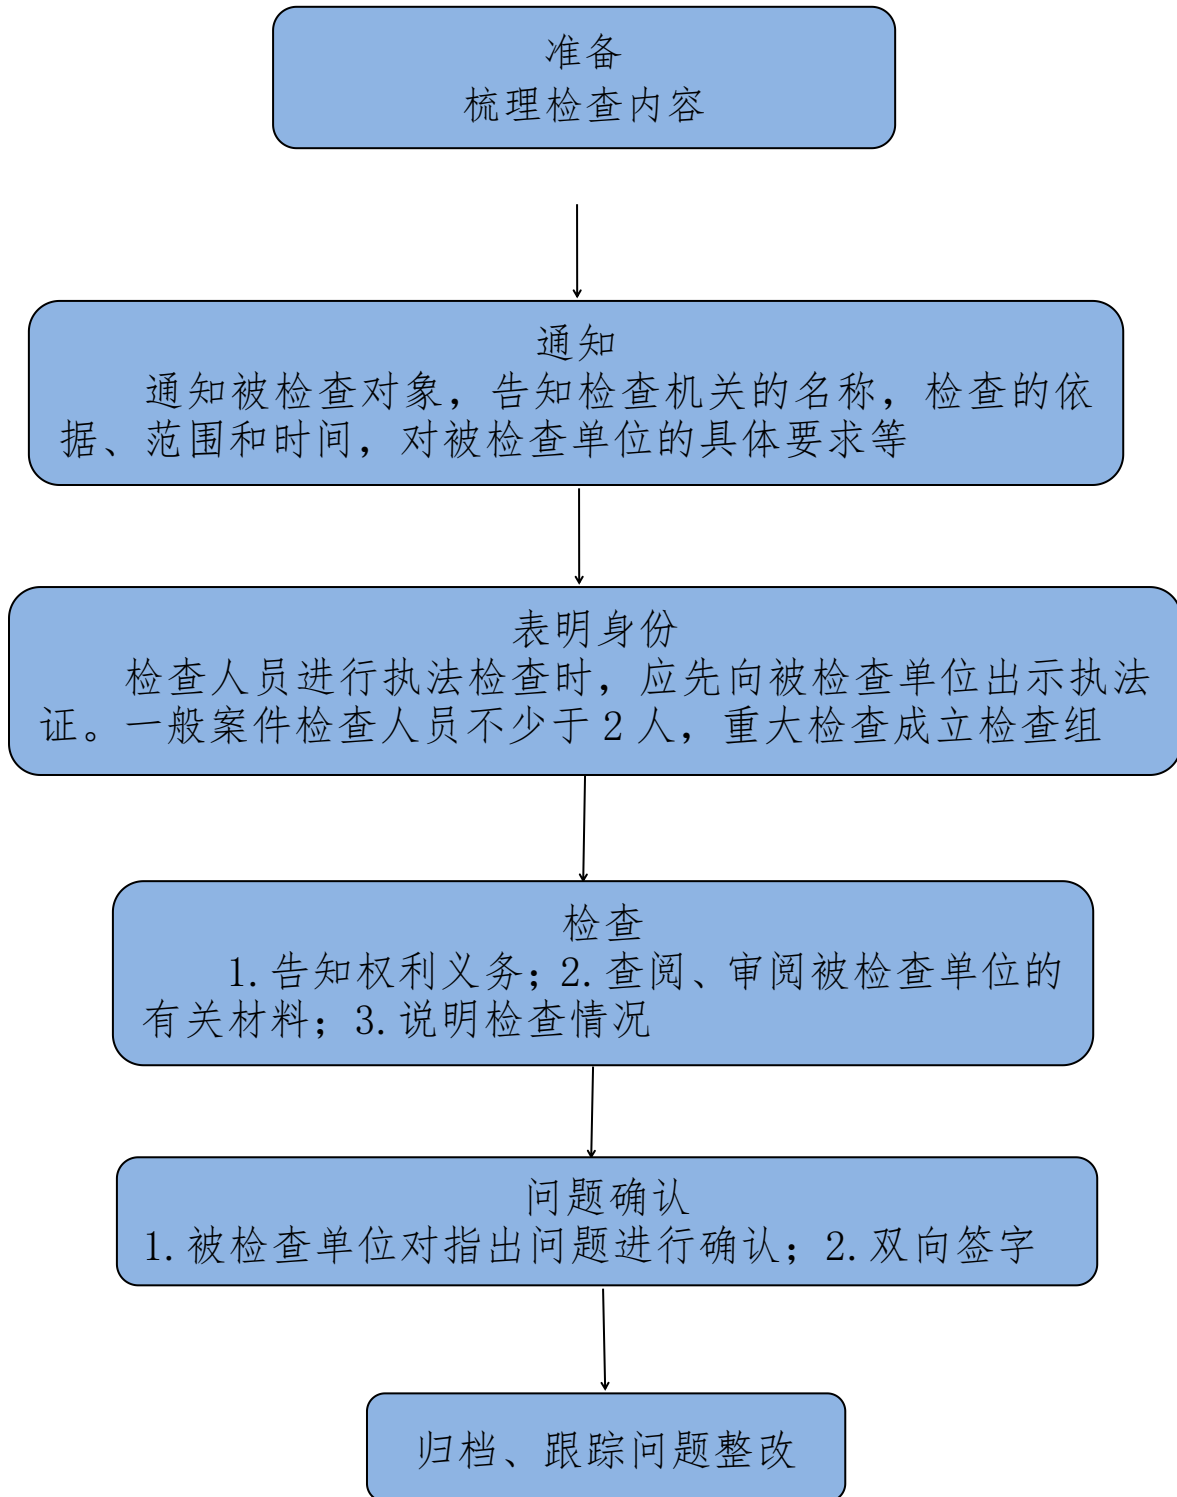 准备
梳理检查内容
通知
通知被检查对象，告知检查机关的名称，检查的依
据、范围和时间，对被检查单位的具体要求等
表明身份
检查人员进行执法检查时，应先向被检查单位出示执法
证。一般案件检查人员不少于2人，重大检查成立检查组
检查
1.告知权利义务；2.查阅、审阅被检查单位的
有关材料；3.说明检查情况
问题确认
1.被检查单位对指出问题进行确认；2.双向签字
归档、跟踪问题整改